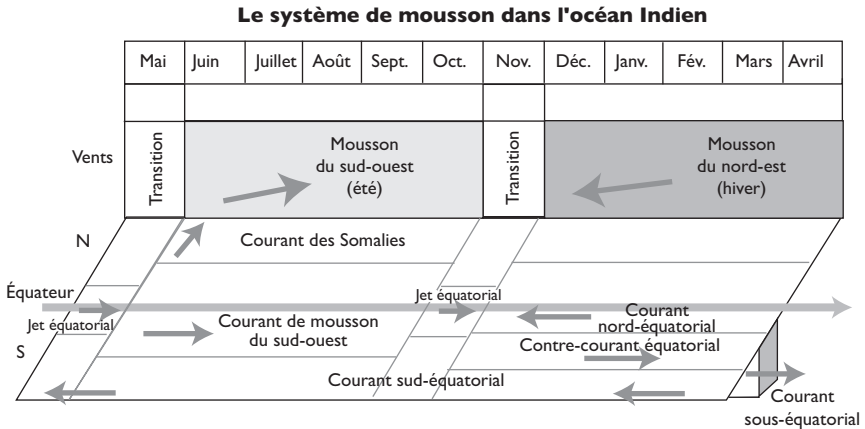 Le système de mousson dans l'océan Indien
Mai Juin Juillet Août Sept. Oct. Nov. Déc. Janv. Fév. Mars Avril
Vents
Transition
Mousson
du sud-ouest
(été)
Transition
Mousson
du nord-est
(hiver)
N
Courant des Somalies
Équateur
Jet équatorial
Jet équatorial
Courant de mousson
du sud-ouest
Courant
nord-équatorial
Contre-courant équatorial
S
Courant sud-équatorial
Courant
sous-équatorial